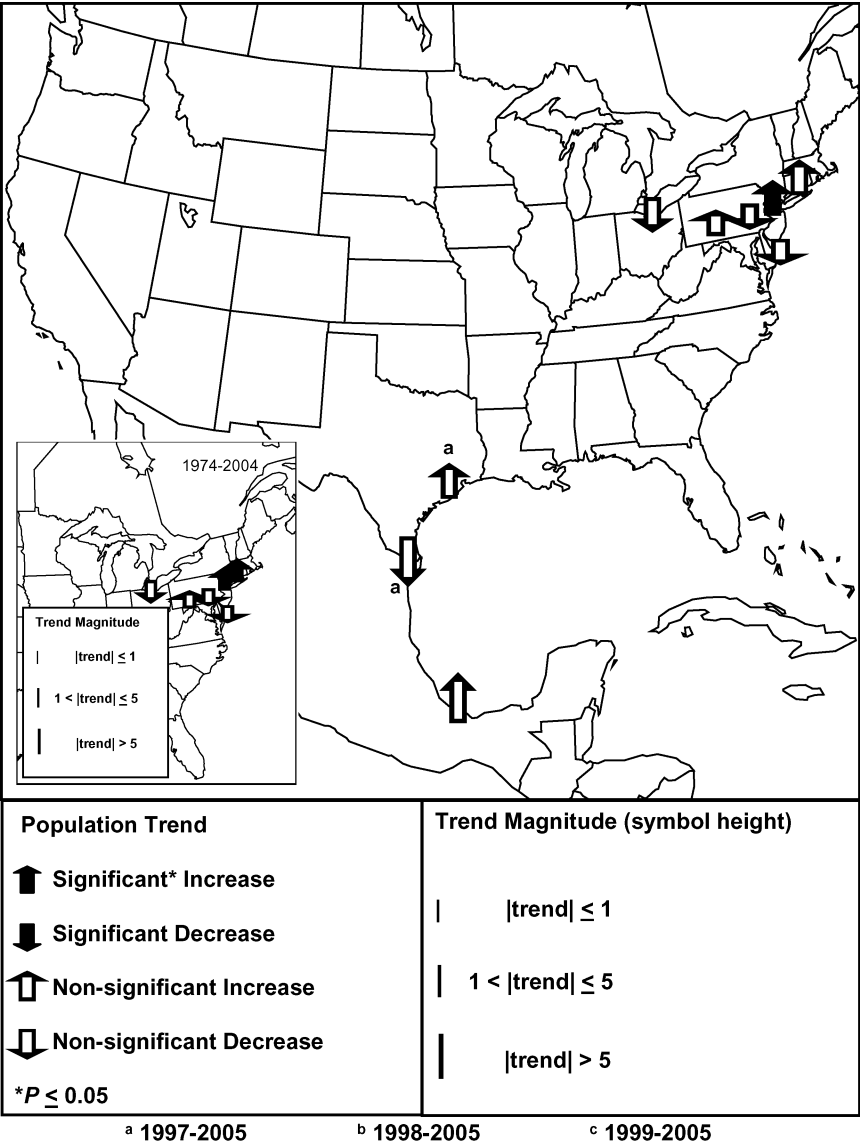 a
a
1974-2004
Trend Magnitude
|trend| ≤ 1
1 < |trend| ≤ 5
|trend| > 5
Population Trend
Significant* Increase
Significant Decrease
Non-significant Increase
Non-significant Decrease
*P ≤ 0.05
Trend Magnitude (symbol height)
|trend| ≤ 1
1 < |trend| ≤ 5
|trend| > 5
a 1997-2005 b 1998-2005 c 1999-2005